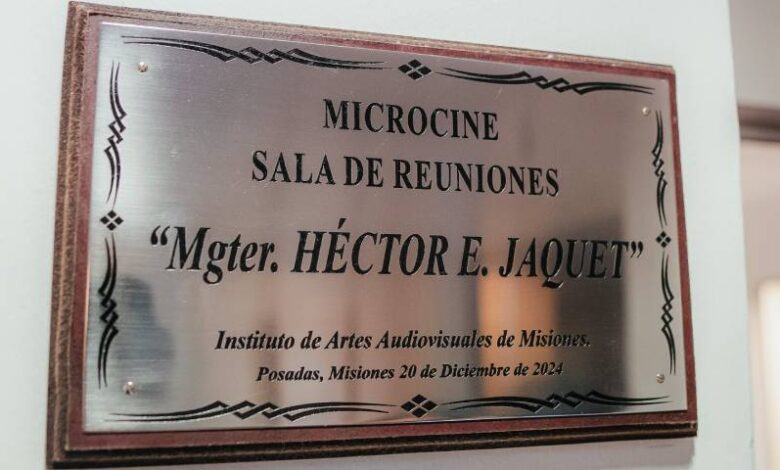 MICROCINE
SALA DE REUNIONES
“Mgter. HÉCTOR E. JAQUET”
Instituto de Artes Audiovisuales de Misiones.
Posadas, Misiones 20 de Diciembre de 2024